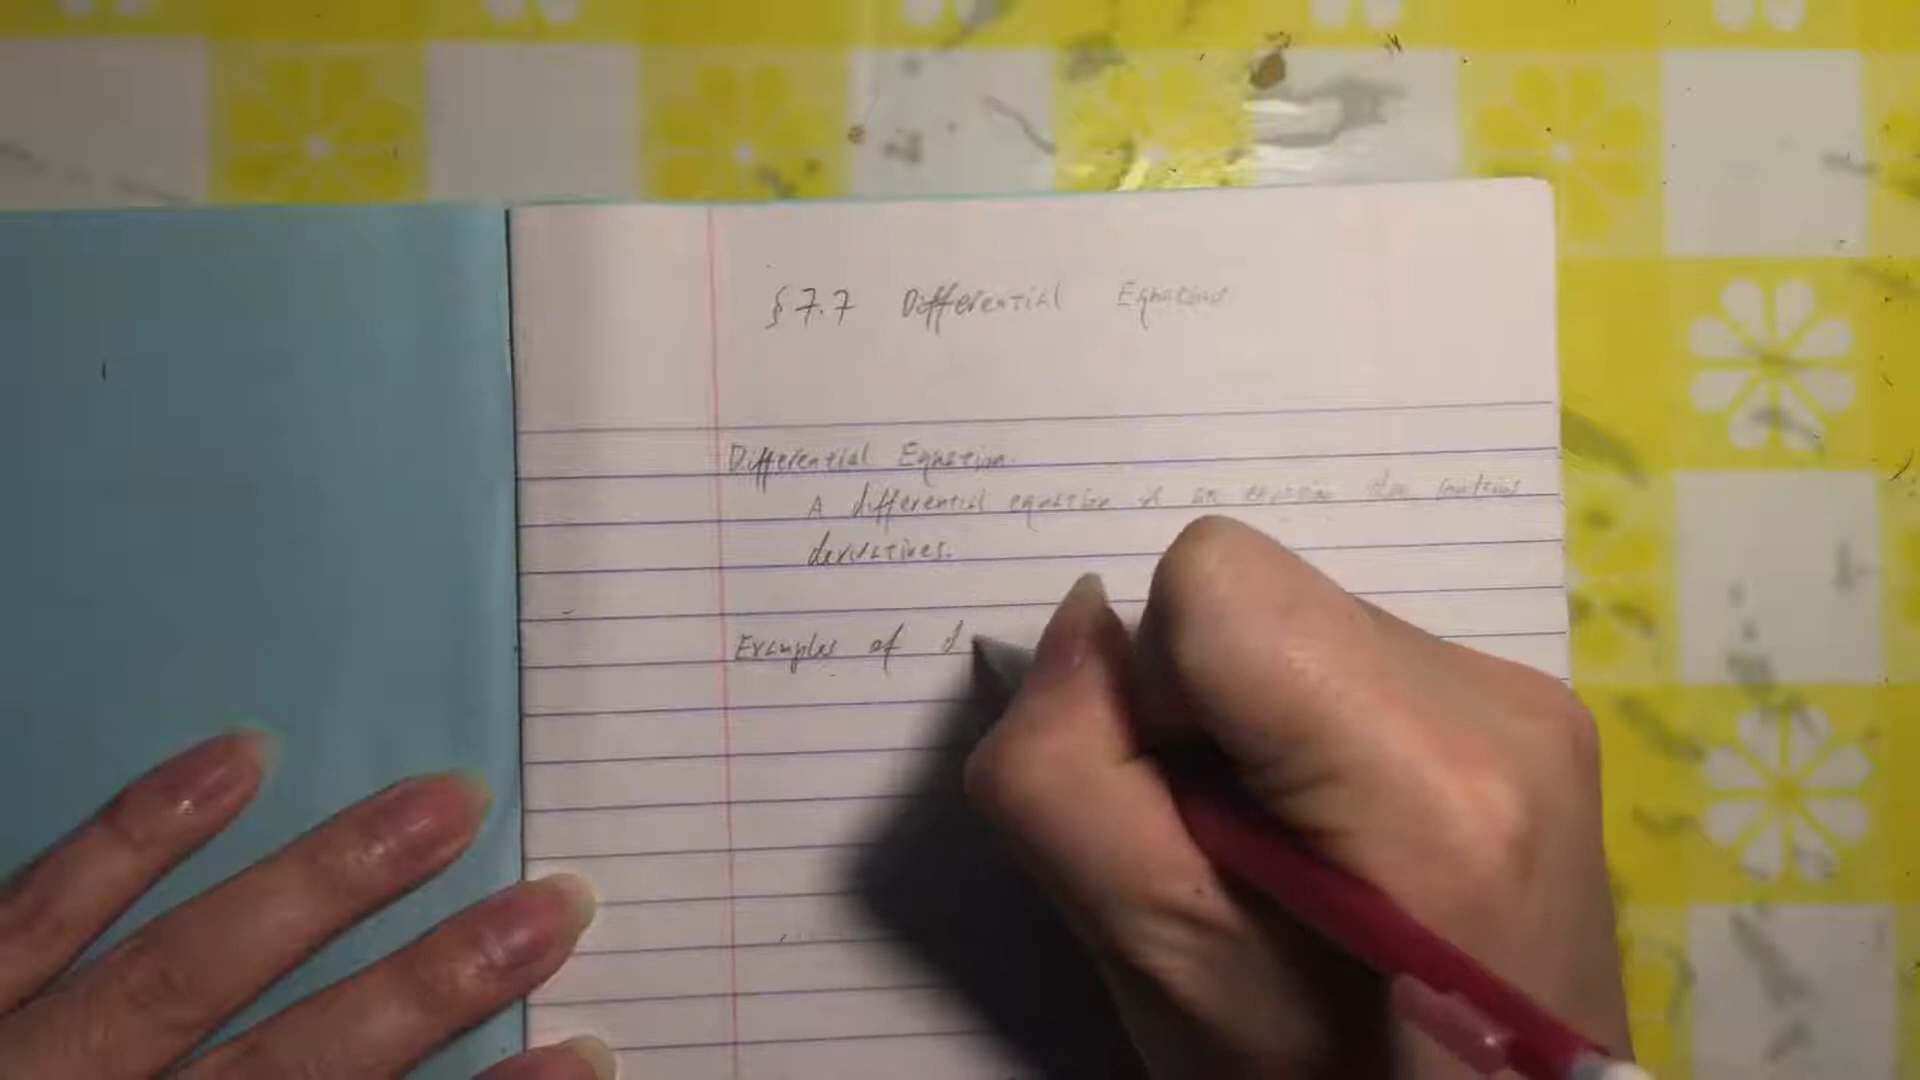 §7.7 Differential Equations
Differential Equation.
A differential equation is an equation that contains
derivatives.
Examples of d